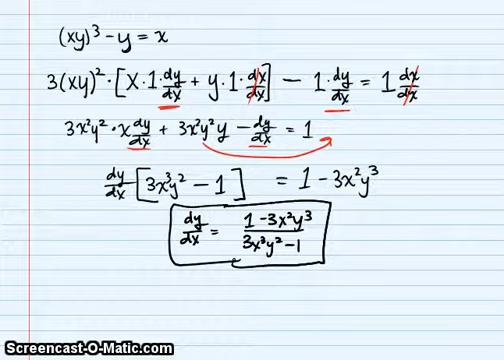 (xy)³ - y = x
3(xy)² · [x · 1 · dy/dx + y · 1 · dx/dx] - 1 · dy/dx = 1 dx/dx
3x²y² · x dy/dx + 3x²y²y - dy/dx = 1
dy/dx [3x³y² - 1] = 1 - 3x²y³
dy/dx = (1 - 3x²y³)/(3x³y² - 1)
Screencast-O-Matic.com